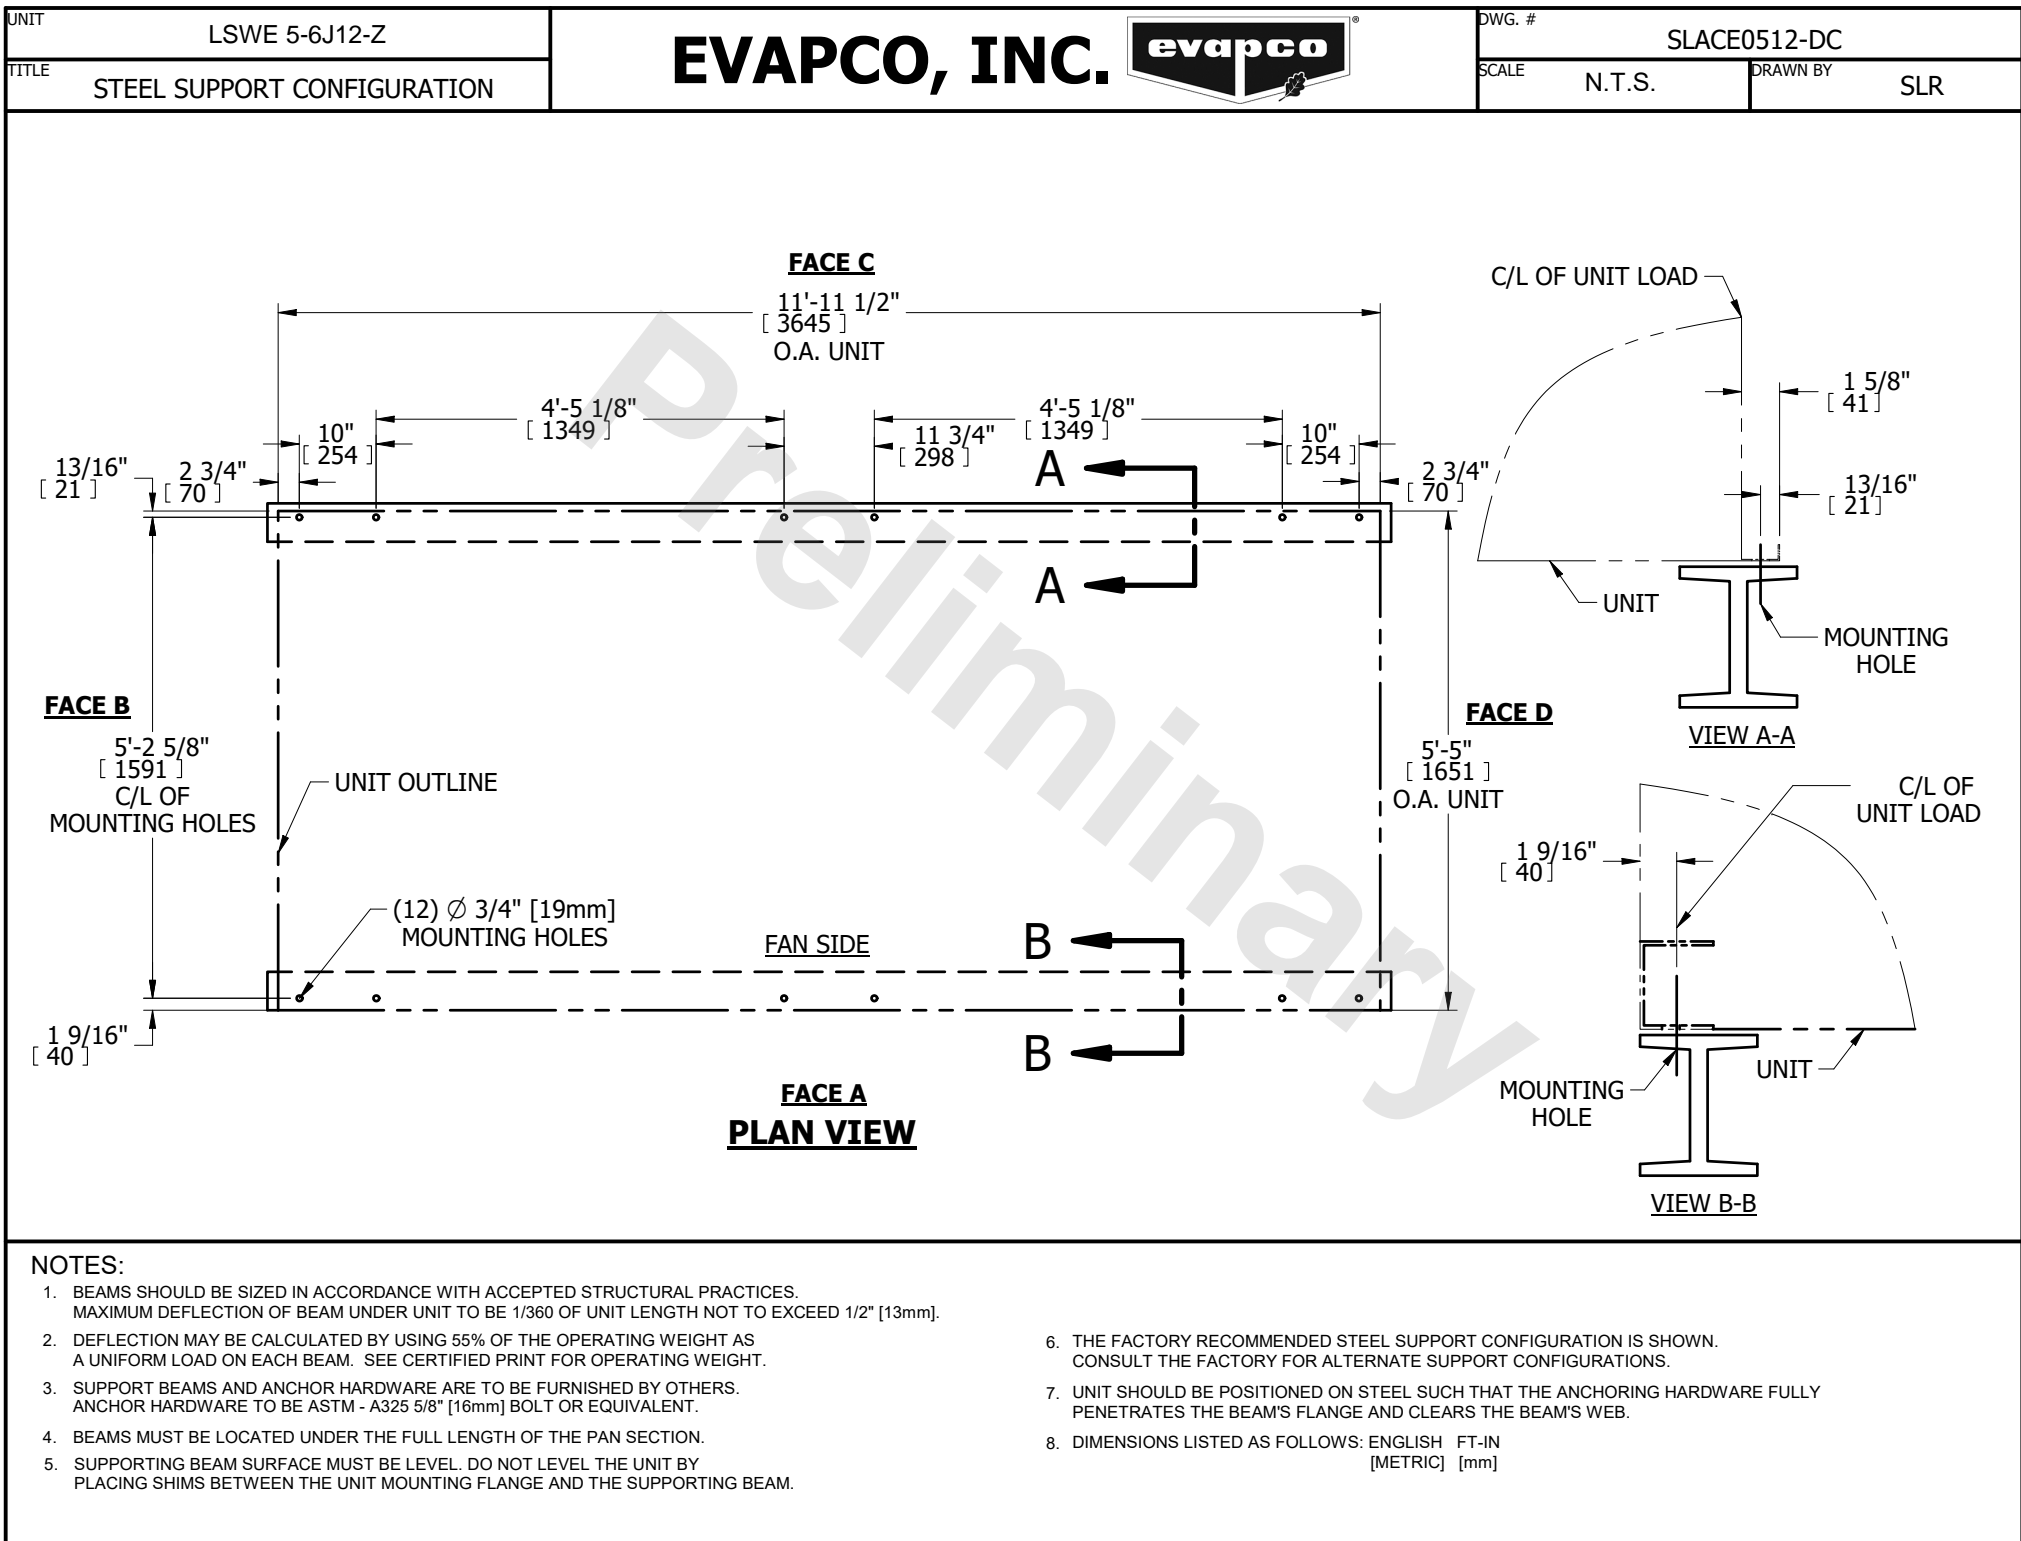 UNIT
LSWE 5-6J12-Z
TITLE
STEEL SUPPORT CONFIGURATION
EVAPCO, INC.
evapco
®
DWG. #
SLACE0512-DC
SCALE
N.T.S.
DRAWN BY
SLR
FACE C
11'-11 1/2"
[ 3645 ]
O.A. UNIT
4'-5 1/8"
[ 1349 ]
4'-5 1/8"
[ 1349 ]
10"
[ 254 ]
11 3/4"
[ 298 ]
10"
[ 254 ]
13/16"
[ 21 ]
2 3/4"
[ 70 ]
2 3/4"
[ 70 ]
A
A
FACE B
5'-2 5/8"
[ 1591 ]
C/L OF
MOUNTING HOLES
UNIT OUTLINE
FACE D
5'-5"
[ 1651 ]
O.A. UNIT
(12) Ø 3/4" [19mm]
MOUNTING HOLES
FAN SIDE
B
B
1 9/16"
[ 40 ]
FACE A
PLAN VIEW
Preliminary
C/L OF UNIT LOAD
1 5/8"
[ 41 ]
13/16"
[ 21 ]
UNIT
MOUNTING
HOLE
VIEW A-A
C/L OF
UNIT LOAD
1 9/16"
[ 40 ]
UNIT
MOUNTING
HOLE
VIEW B-B
NOTES:
1. BEAMS SHOULD BE SIZED IN ACCORDANCE WITH ACCEPTED STRUCTURAL PRACTICES.
MAXIMUM DEFLECTION OF BEAM UNDER UNIT TO BE 1/360 OF UNIT LENGTH NOT TO EXCEED 1/2" [13mm].
2. DEFLECTION MAY BE CALCULATED BY USING 55% OF THE OPERATING WEIGHT AS
A UNIFORM LOAD ON EACH BEAM. SEE CERTIFIED PRINT FOR OPERATING WEIGHT.
3. SUPPORT BEAMS AND ANCHOR HARDWARE ARE TO BE FURNISHED BY OTHERS.
ANCHOR HARDWARE TO BE ASTM - A325 5/8" [16mm] BOLT OR EQUIVALENT.
4. BEAMS MUST BE LOCATED UNDER THE FULL LENGTH OF THE PAN SECTION.
5. SUPPORTING BEAM SURFACE MUST BE LEVEL. DO NOT LEVEL THE UNIT BY
PLACING SHIMS BETWEEN THE UNIT MOUNTING FLANGE AND THE SUPPORTING BEAM.
6. THE FACTORY RECOMMENDED STEEL SUPPORT CONFIGURATION IS SHOWN.
CONSULT THE FACTORY FOR ALTERNATE SUPPORT CONFIGURATIONS.
7. UNIT SHOULD BE POSITIONED ON STEEL SUCH THAT THE ANCHORING HARDWARE FULLY
PENETRATES THE BEAM'S FLANGE AND CLEARS THE BEAM'S WEB.
8. DIMENSIONS LISTED AS FOLLOWS: ENGLISH FT-IN
[METRIC] [mm]